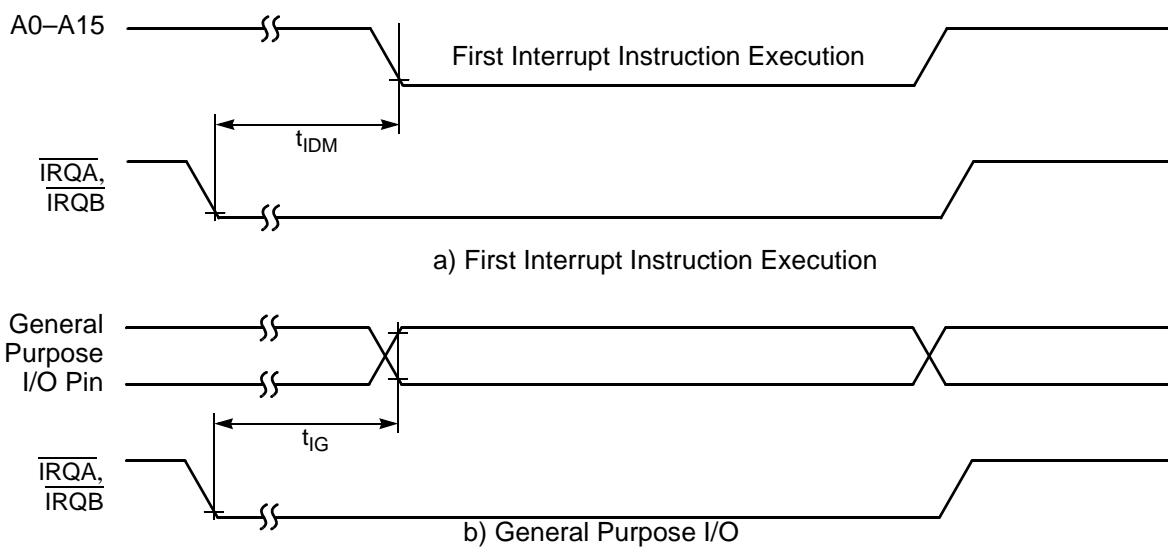 A0–A15
First Interrupt Instruction Execution
tIDM
IRQA,
IRQB
a) First Interrupt Instruction Execution
General
Purpose
I/O Pin
tIG
IRQA,
IRQB
b) General Purpose I/O